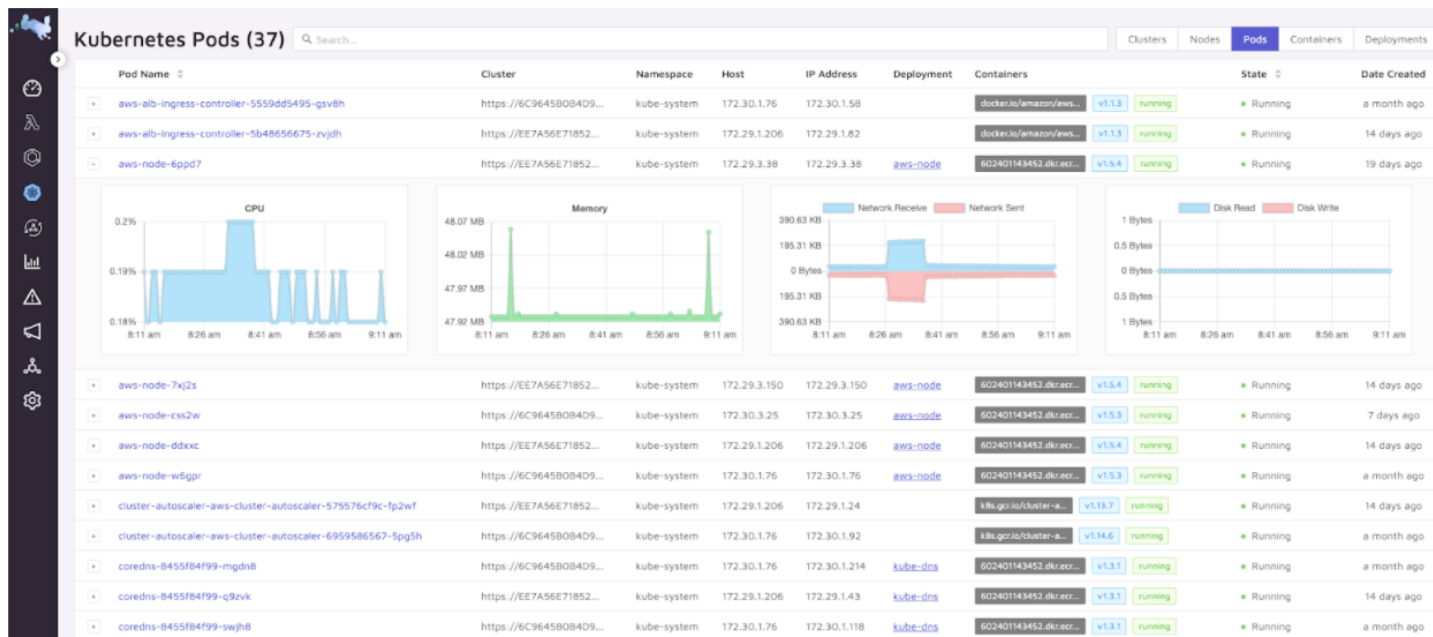 Kubernetes Pods (37) Search... Clusters Nodes Pods Containers Deployments
Pod Name Cluster Namespace Host IP Address Deployment Containers State Date Created
aws-alb-ingress-controller-5559dd5495-gsv8h https://6C9645B084D9... kube-system 172.30.1.76 172.30.1.58 docker.io/amazon/aws... v1.1.3 running Running a month ago
aws-alb-ingress-controller-5b48656675-zvjdh https://EE7A56E71852... kube-system 172.29.1.206 172.29.1.82 docker.io/amazon/aws... v1.1.3 running Running 14 days ago
aws-node-6ppd7 https://EE7A56E71852... kube-system 172.29.3.38 172.29.3.38 aws-node 602401143452.dkr.ecr... v1.5.4 running Running 19 days ago
CPU
0.2%
0.19%
0.18%
8:11 am 8:26 am 8:41 am 8:56 am 9:11 am
Memory
48.07 MB
48.02 MB
47.97 MB
47.92 MB
8:11 am 8:26 am 8:41 am 8:56 am 9:11 am
Network Receive Network Sent
390.63 KB
195.31 KB
0 Bytes
195.31 KB
390.63 KB
8:11 am 8:26 am 8:41 am 8:56 am 9:11 am
Disk Read Disk Write
1 Bytes
0.5 Bytes
0 Bytes
0.5 Bytes
1 Bytes
8:11 am 8:26 am 8:41 am 8:56 am 9:11 am
aws-node-7xj2s https://EE7A56E71852... kube-system 172.29.3.150 172.29.3.150 aws-node 602401143452.dkr.ecr... v1.5.4 running Running 14 days ago
aws-node-css2w https://6C9645B084D9... kube-system 172.30.3.25 172.30.3.25 aws-node 602401143452.dkr.ecr... v1.5.3 running Running 7 days ago
aws-node-ddxxc https://EE7A56E71852... kube-system 172.29.1.206 172.29.1.206 aws-node 602401143452.dkr.ecr... v1.5.4 running Running 14 days ago
aws-node-w6gpr https://6C9645B084D9... kube-system 172.30.1.76 172.30.1.76 aws-node 602401143452.dkr.ecr... v1.5.3 running Running a month ago
cluster-autoscaler-aws-cluster-autoscaler-575576cf9c-fp2wf https://EE7A56E71852... kube-system 172.29.1.206 172.29.1.24 k8s.gcr.io/cluster-a... v1.13.7 running Running 14 days ago
cluster-autoscaler-aws-cluster-autoscaler-6959586567-5pg5h https://6C9645B084D9... kube-system 172.30.1.76 172.30.1.92 k8s.gcr.io/cluster-a... v1.14.6 running Running a month ago
coredns-8455f84f99-mgdn8 https://6C9645B084D9... kube-system 172.30.1.76 172.30.1.214 kube-dns 602401143452.dkr.ecr... v1.3.1 running Running a month ago
coredns-8455f84f99-q9zvk https://EE7A56E71852... kube-system 172.29.1.206 172.29.1.43 kube-dns 602401143452.dkr.ecr... v1.3.1 running Running 14 days ago
coredns-8455f84f99-swjh8 https://6C9645B084D9... kube-system 172.30.1.76 172.30.1.118 kube-dns 602401143452.dkr.ecr... v1.3.1 running Running a month ago